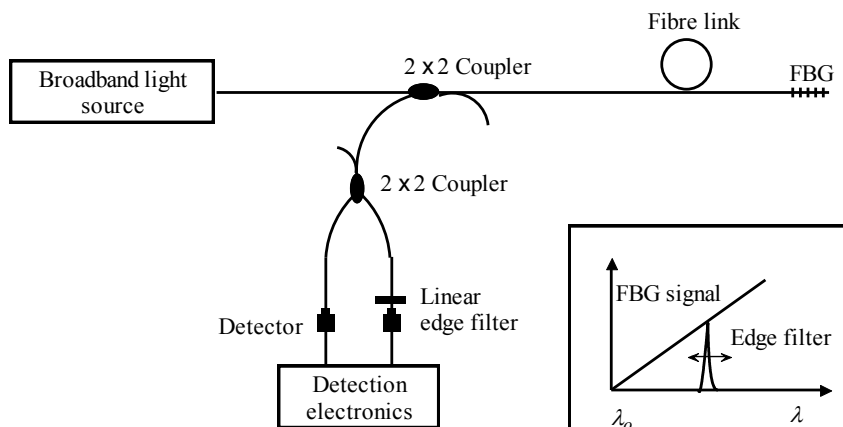 Fibre link
2 x 2 Coupler
FBG
Broadband light
source
2 x 2 Coupler
Detector
Linear
edge filter
Detection
electronics
FBG signal
Edge filter
λo
λ